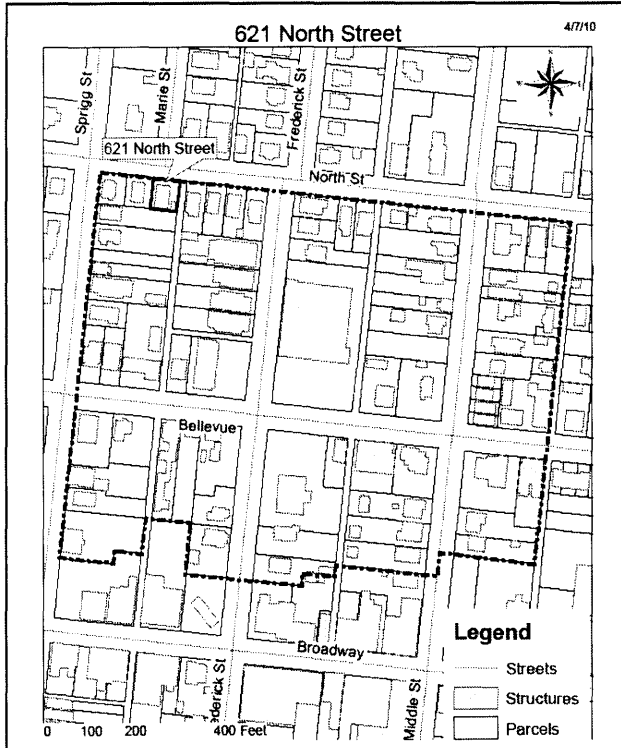 621 North Street
4/7/10
Sprigg St
Marie St
Frederick St
621 North Street
North St
Bellevue
Broadway
ederick St
Middle St
Legend
Streets
Structures
Parcels
0 100 200 400 Feet